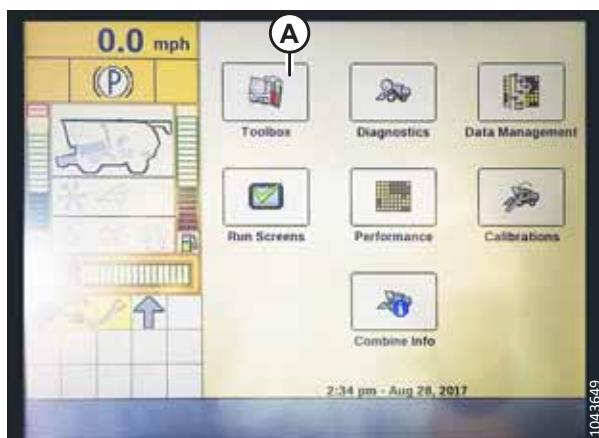 0.0 mph
A
(P)
Toolbox
Diagnostics
Data Management
Run Screens
Performance
Calibrations
Combine Info
2:34 pm - Aug 28, 2017
1043649